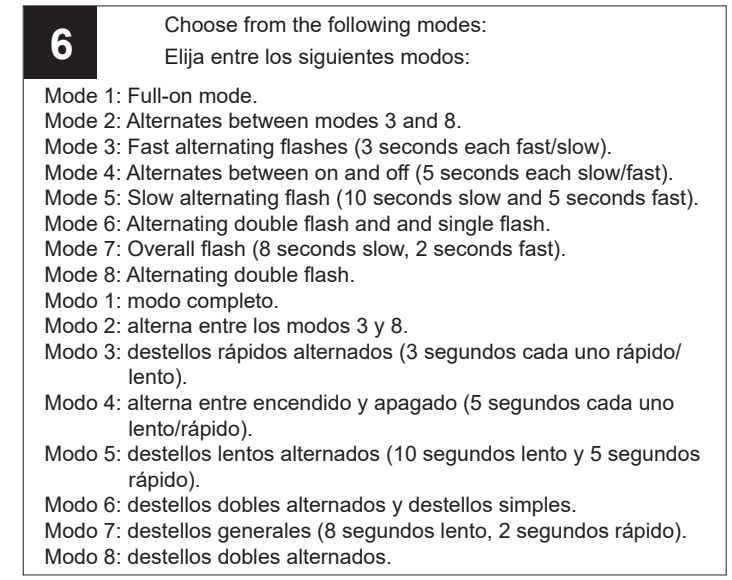 6
Choose from the following modes:
Elija entre los siguientes modos:
Mode 1: Full-on mode.
Mode 2: Alternates between modes 3 and 8.
Mode 3: Fast alternating flashes (3 seconds each fast/slow).
Mode 4: Alternates between on and off (5 seconds each slow/fast).
Mode 5: Slow alternating flash (10 seconds slow and 5 seconds fast).
Mode 6: Alternating double flash and and single flash.
Mode 7: Overall flash (8 seconds slow, 2 seconds fast).
Mode 8: Alternating double flash.
Modo 1: modo completo.
Modo 2: alterna entre los modos 3 y 8.
Modo 3: destellos rápidos alternados (3 segundos cada uno rápido/
lento).
Modo 4: alterna entre encendido y apagado (5 segundos cada uno
lento/rápido).
Modo 5: destellos lentos alternados (10 segundos lento y 5 segundos
rápido).
Modo 6: destellos dobles alternados y destellos simples.
Modo 7: destellos generales (8 segundos lento, 2 segundos rápido).
Modo 8: destellos dobles alternados.